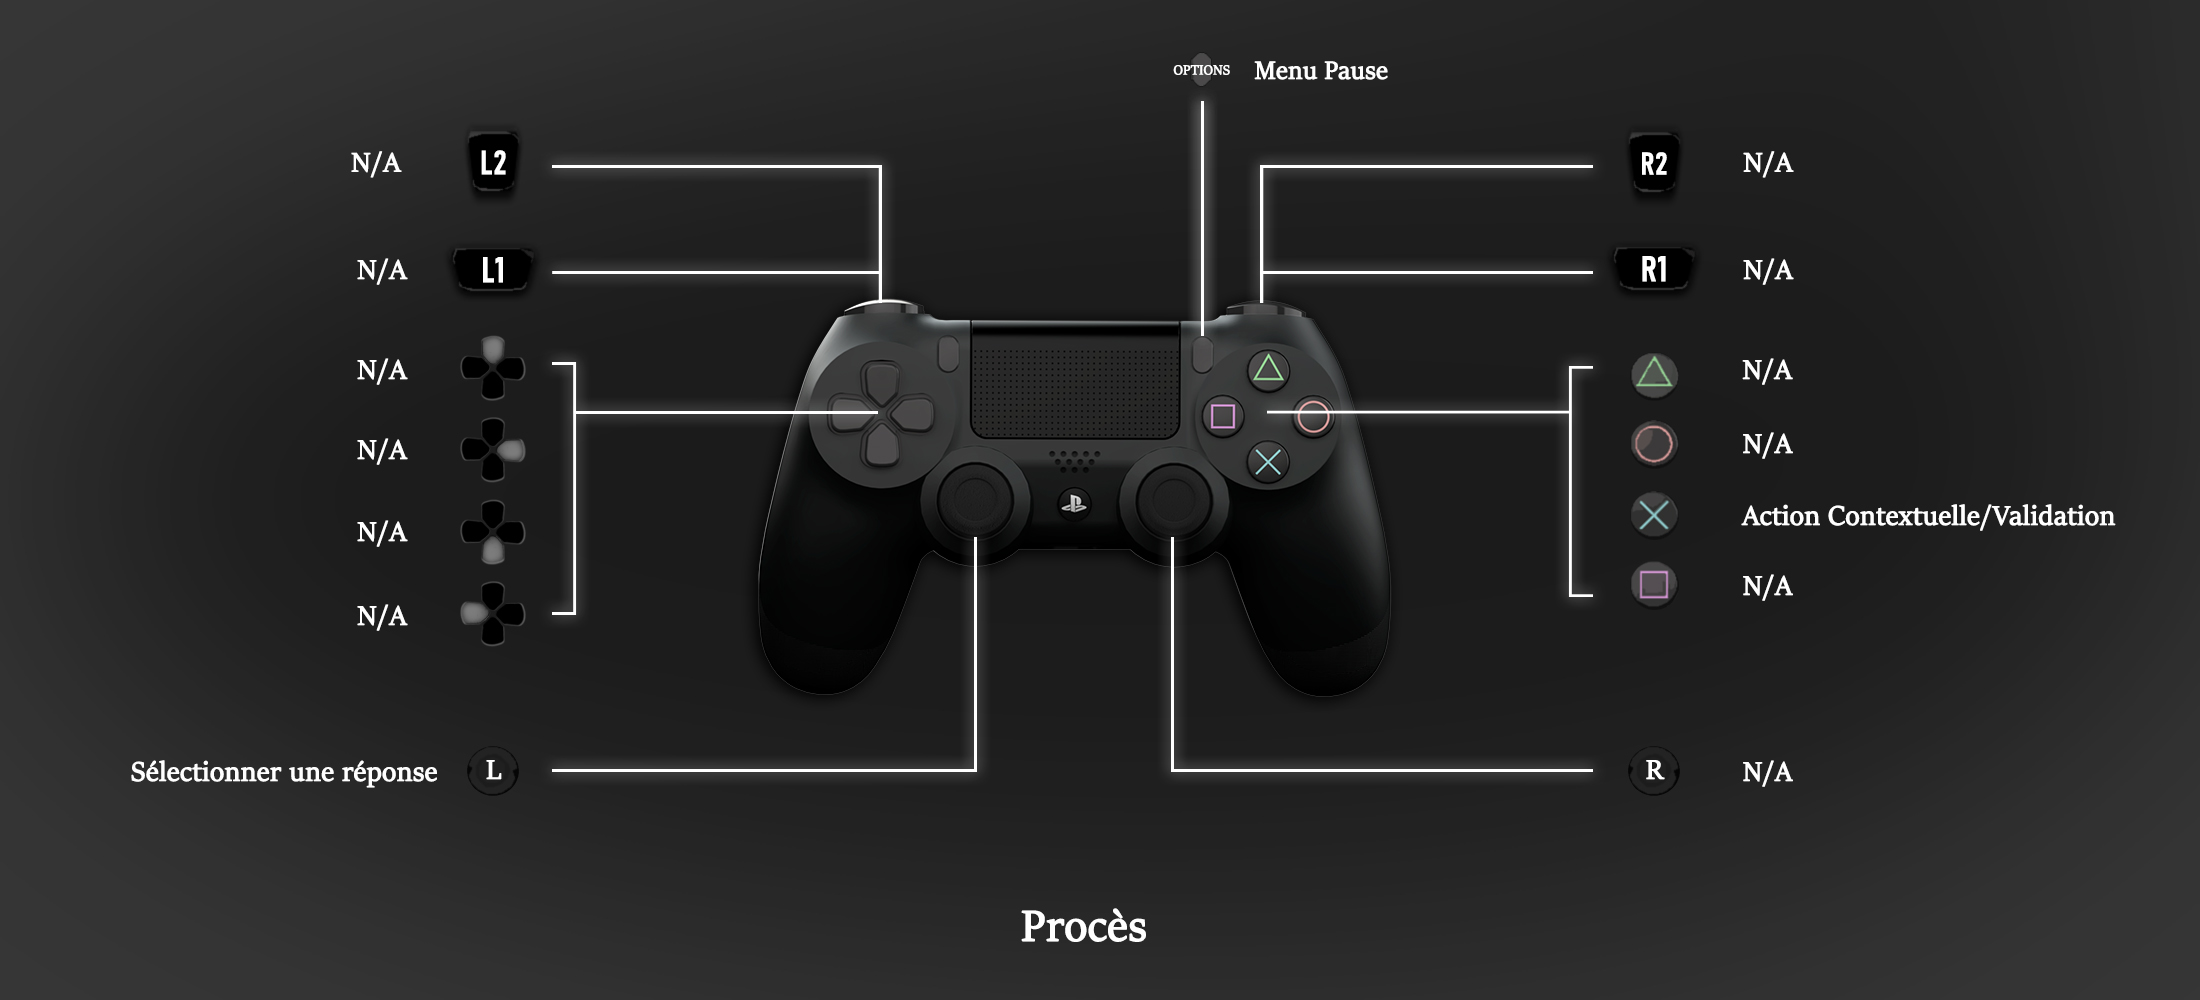 OPTIONS Menu Pause
N/A L2
R2 N/A
N/A L1
R1 N/A
N/A
N/A
N/A
N/A
N/A
N/A
Action Contextuelle/Validation
N/A
Sélectionner une réponse L
R N/A
Procès